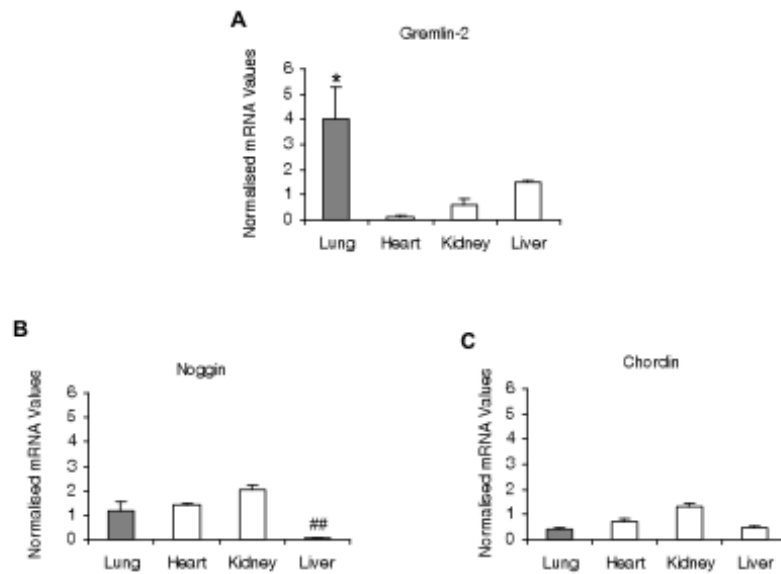 A
Gremlin-2
Normalised mRNA Values
6
5
4
3
2
1
0
*
Lung Heart Kidney Liver
B
Noggin
Normalised mRNA Values
6
5
4
3
2
1
0
##
Lung Heart Kidney Liver
C
Chordin
Normalised mRNA Values
6
5
4
3
2
1
0
Lung Heart Kidney Liver